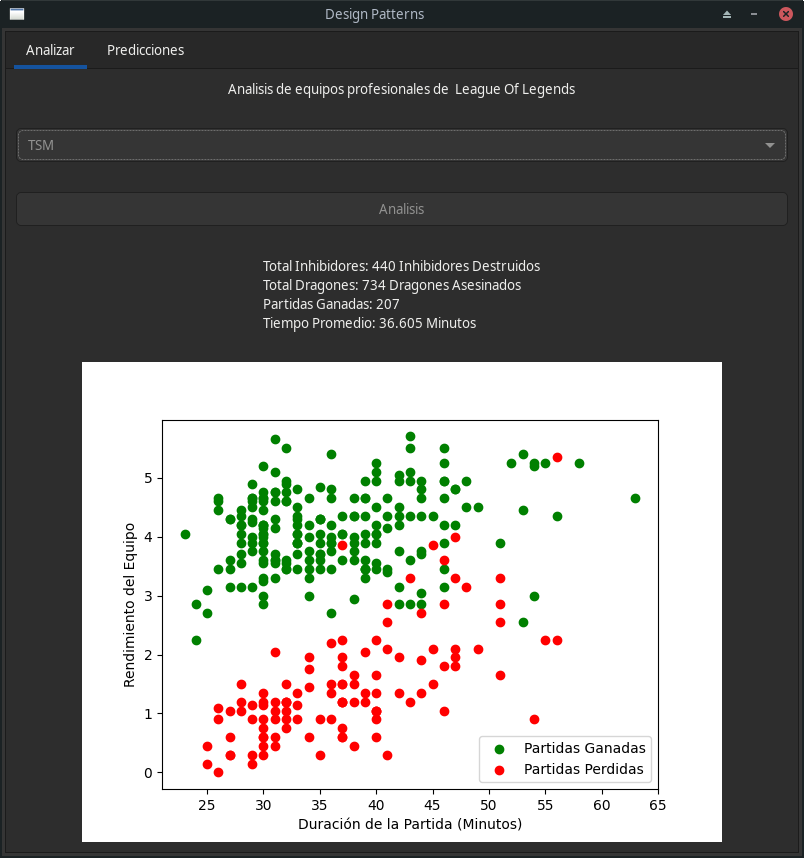 Design Patterns
Analizar
Predicciones
Analisis de equipos profesionales de  League Of Legends
TSM
Analisis
Total Inhibidores: 440 Inhibidores Destruidos
Total Dragones: 734 Dragones Asesinados
Partidas Ganadas: 207
Tiempo Promedio: 36.605 Minutos
Rendimiento del Equipo
5
4
3
2
1
0
Partidas Ganadas
Partidas Perdidas
25 30 35 40 45 50 55 60 65
Duración de la Partida (Minutos)